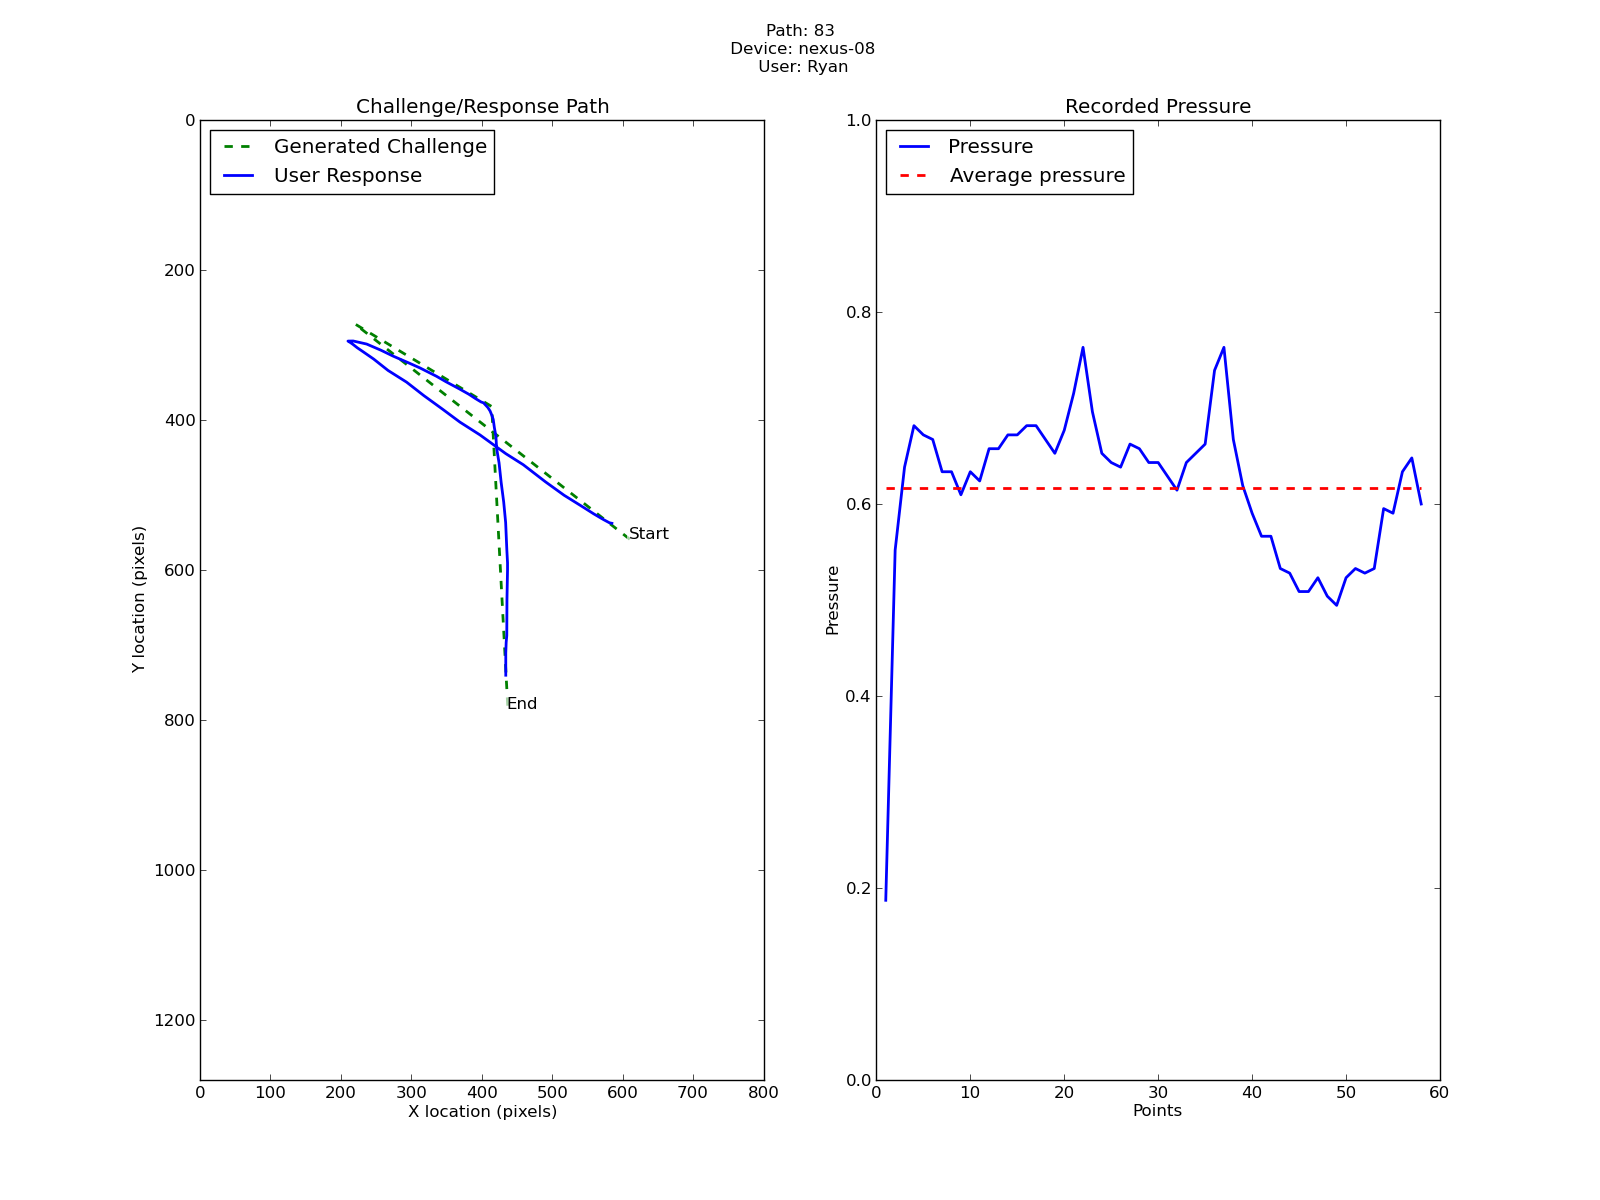 Path: 83
Device: nexus-08
User: Ryan
Challenge/Response Path
Generated Challenge
User Response
0
200
400
600
800
1000
1200
Y location (pixels)
Start
End
0 100 200 300 400 500 600 700 800
X location (pixels)
Recorded Pressure
Pressure
Average pressure
1.0
0.8
0.6
0.4
0.2
0.0
Pressure
0 10 20 30 40 50 60
Points